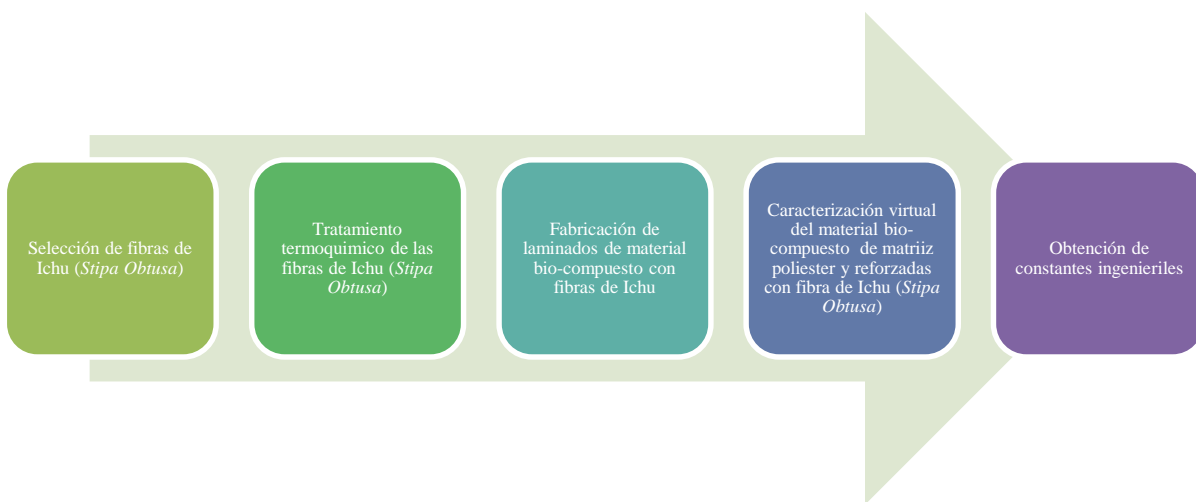 Selección de fibras de
Ichu (Stipa Obtusa)
Tratamiento
termoquimico de las
fibras de Ichu (Stipa
Obtusa)
Fabricación de
laminados de material
bio-compuesto con
fibras de Ichu
Caracterización virtual
del material bio-
compuesto de matriiz
poliester y reforzadas
con fibra de Ichu (Stipa
Obtusa)
Obtención de
constantes ingenieriles